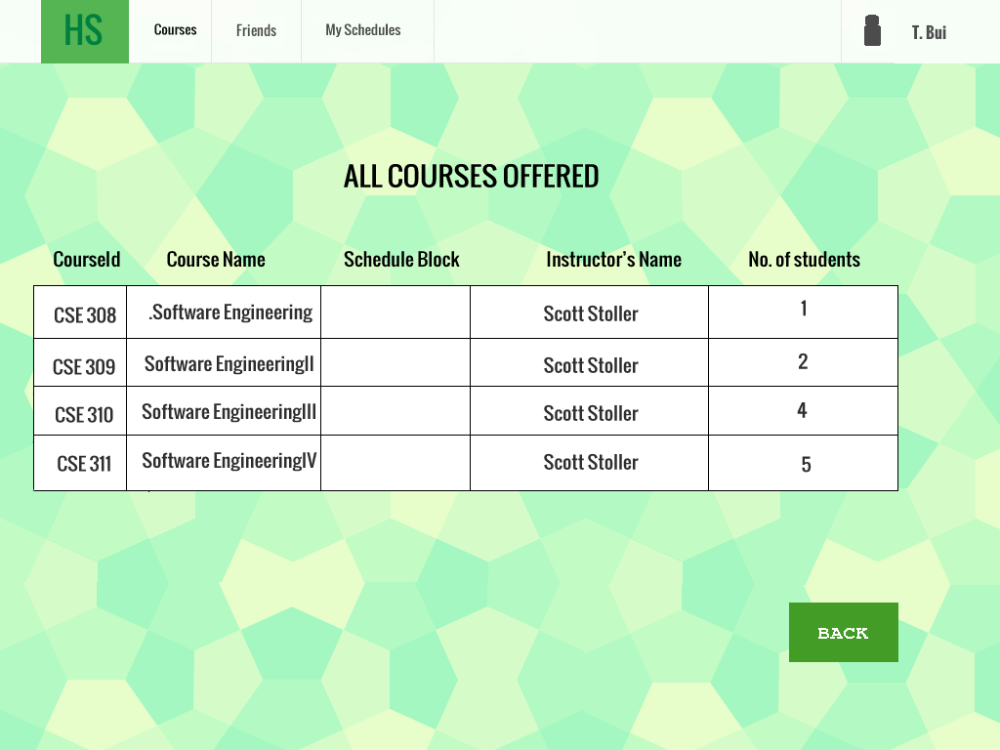 HS Courses Friends My Schedules T. Bui
ALL COURSES OFFERED
CourseId Course Name Schedule Block Instructor's Name No. of students
CSE 308 .Software Engineering Scott Stoller 1
CSE 309 Software EngineeringII Scott Stoller 2
CSE 310 Software EngineeringIII Scott Stoller 4
CSE 311 Software EngineeringIV Scott Stoller 5
BACK